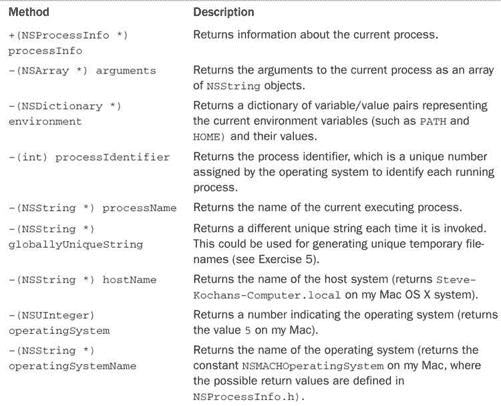 Method Description
+(NSProcessInfo *) Returns information about the current process.
processInfo
-(NSArray *) arguments Returns the arguments to the current process as an array
of NSString objects.
-(NSDictionary *) Returns a dictionary of variable/value pairs representing
environment the current environment variables (such as PATH and
HOME) and their values.
-(int) processIdentifier Returns the process identifier, which is a unique number
assigned by the operating system to identify each running
process.
-(NSString *) processName Returns the name of the current executing process.
-(NSString *) Returns a different unique string each time it is invoked.
globallyUniqueString This could be used for generating unique temporary file-
names (see Exercise 5).
-(NSString *) hostName Returns the name of the host system (returns Steve-
Kochans-Computer.local on my Mac OS X system).
-(NSUInteger) Returns a number indicating the operating system (returns
operatingSystem the value 5 on my Mac).
-(NSString *) Returns the name of the operating system (returns the
operatingSystemName constant NSMACHOperatingSystem on my Mac, where
the possible return values are defined in
NSProcessInfo.h).